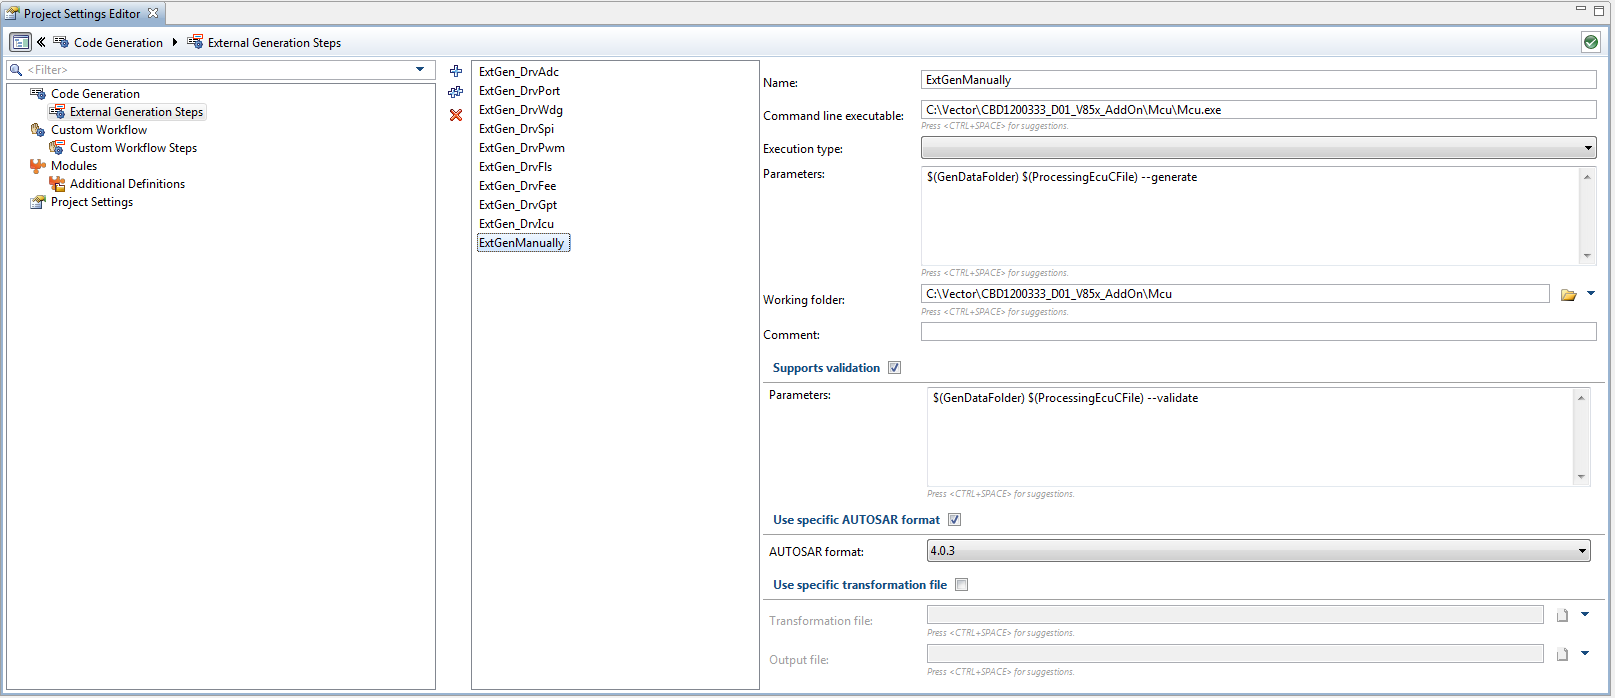 Project Settings Editor
Code Generation External Generation Steps
<Filter>
Code Generation
External Generation Steps
Custom Workflow
Custom Workflow Steps
Modules
Additional Definitions
Project Settings
ExtGen_DrvAdc
ExtGen_DrvPort
ExtGen_DrvWdg
ExtGen_DrvSpi
ExtGen_DrvPwm
ExtGen_DrvFls
ExtGen_DrvFee
ExtGen_DrvGpt
ExtGen_DrvIcu
ExtGenManually
Name: ExtGenManually
Command line executable: C:\Vector\CBD1200333_D01_V85x_AddOn\Mcu\Mcu.exe
Press <CTRL+SPACE> for suggestions.
Execution type:
Parameters: $(GenDataFolder) $(ProcessingEcuCFile) --generate
Press <CTRL+SPACE> for suggestions.
Working folder: C:\Vector\CBD1200333_D01_V85x_AddOn\Mcu
Press <CTRL+SPACE> for suggestions.
Comment:
Supports validation
Parameters: $(GenDataFolder) $(ProcessingEcuCFile) --validate
Press <CTRL+SPACE> for suggestions.
Use specific AUTOSAR format
AUTOSAR format: 4.0.3
Use specific transformation file
Transformation file:
Press <CTRL+SPACE> for suggestions.
Output file:
Press <CTRL+SPACE> for suggestions.